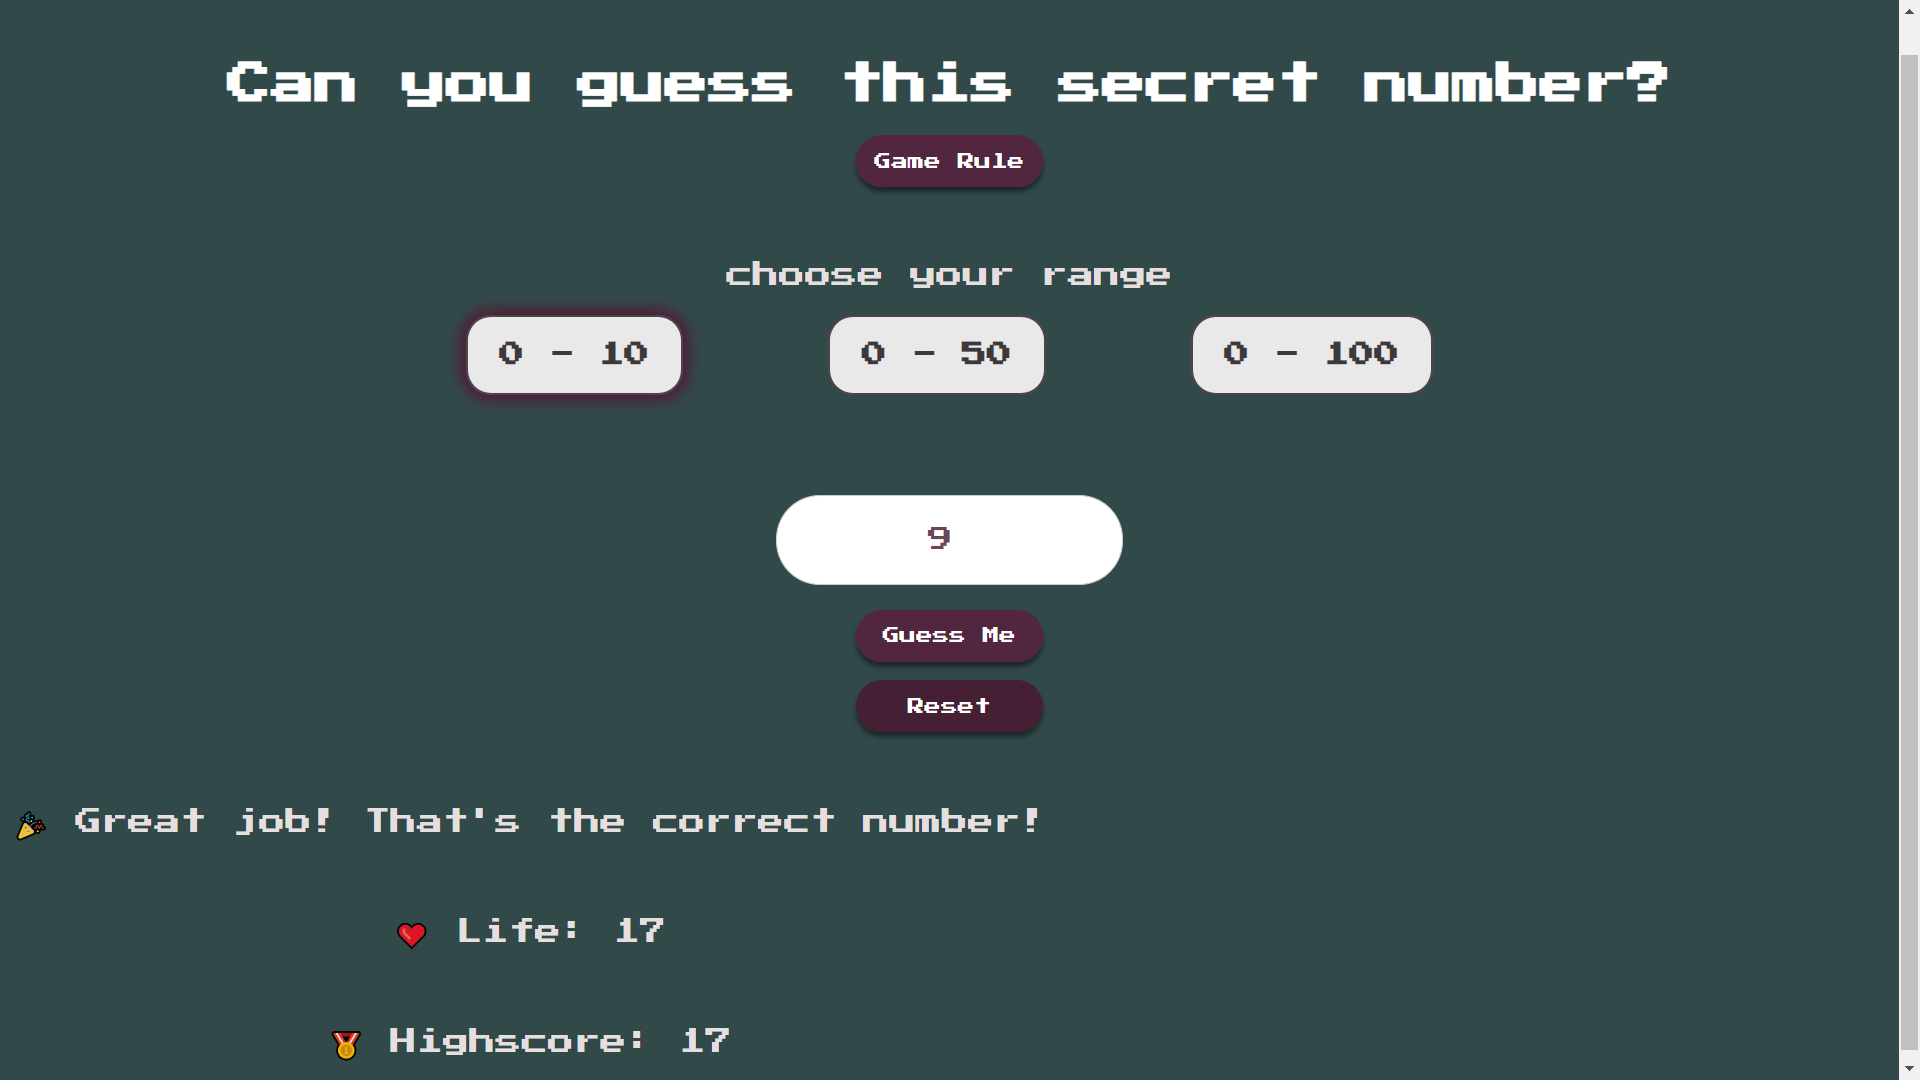 Can you guess this secret number?
Game Rule
choose your range
0 - 10
0 - 50
0 - 100
9
Guess Me
Reset
🎉 Great job! That's the correct number!
❤️ Life: 17
🏅 Highscore: 17